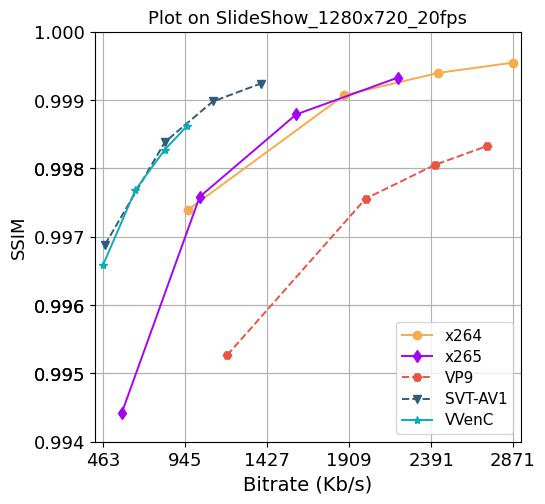 Plot on SlideShow_1280x720_20fps
1.000
0.999
0.998
0.997
0.996
0.995
0.994
SSIM
x264
x265
VP9
SVT-AV1
VVenC
463 945 1427 1909 2391 2871
Bitrate (Kb/s)